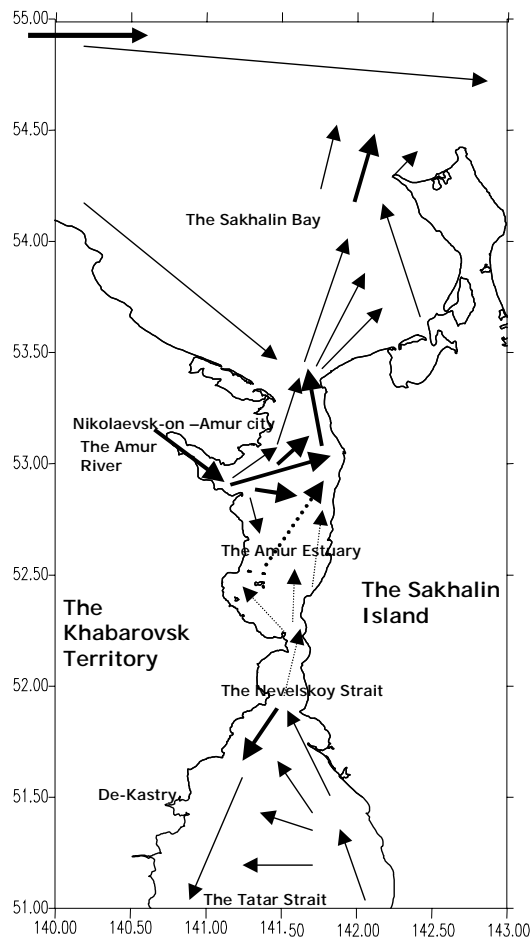 55.00
54.50
The Sakhalin Bay
54.00
53.50
Nikolaevsk-on –Amur city
The Amur
River
53.00
The Amur Estuary
52.50
The Sakhalin
Island
The
Khabarovsk
Territory
52.00
The Nevelskoy Strait
51.50
De-Kastry
The Tatar Strait
51.00
140.00 140.50 141.00 141.50 142.00 142.50 143.00